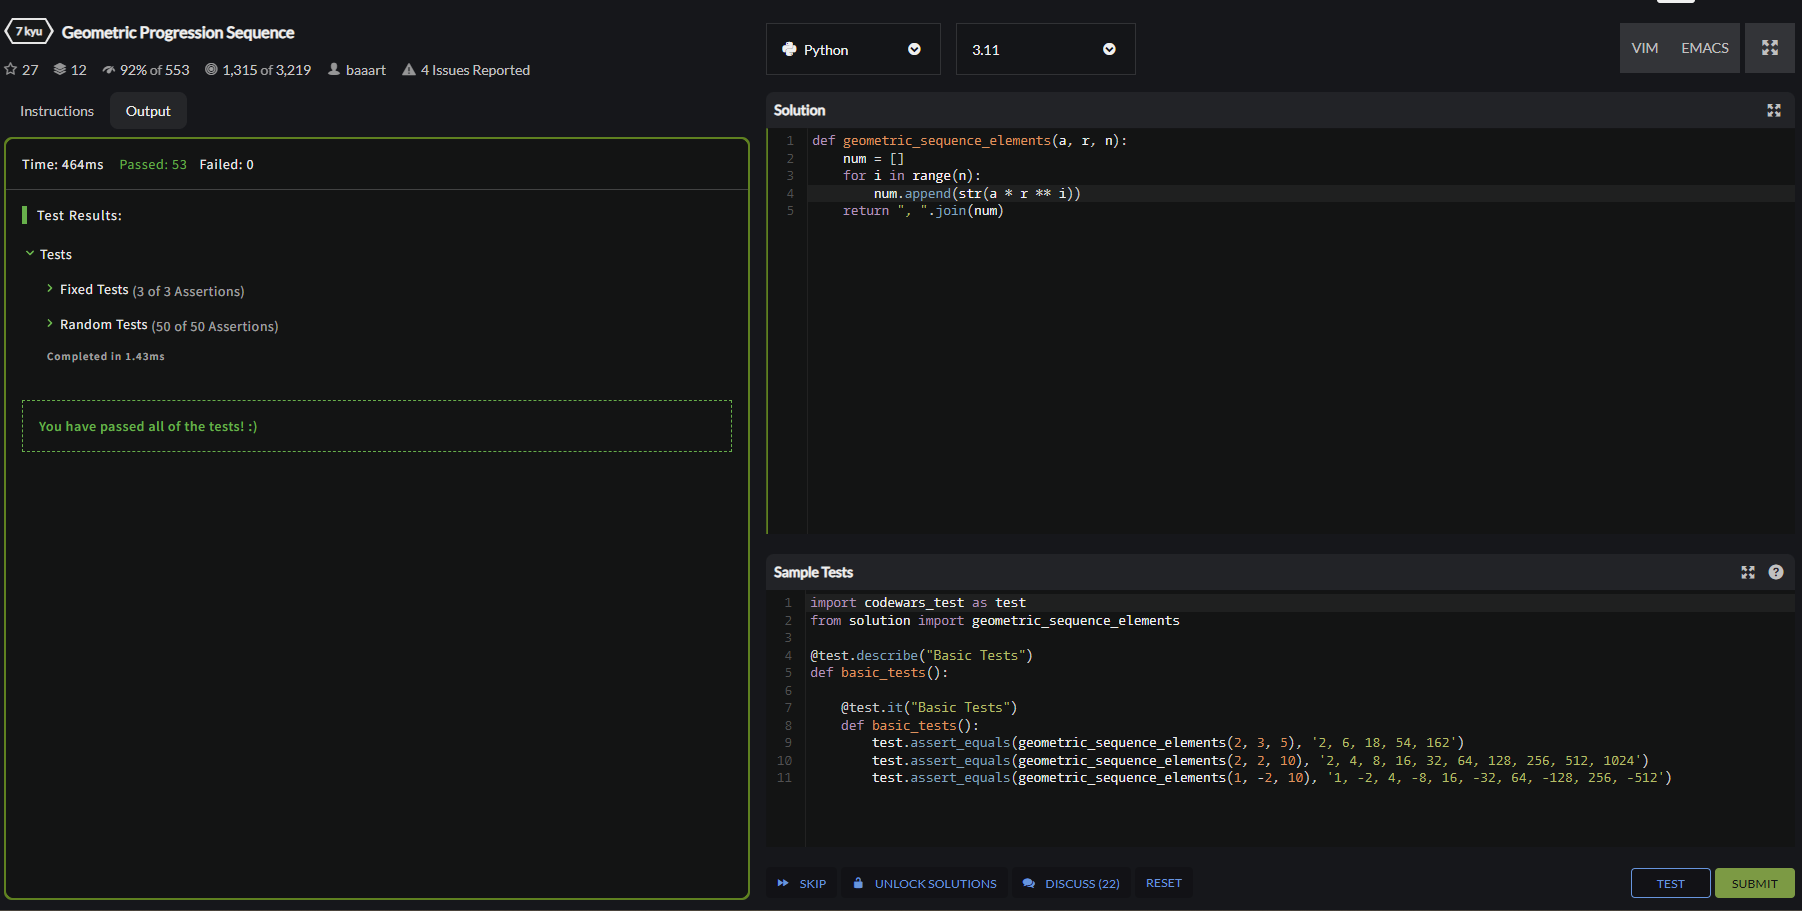 7 kyu Geometric Progression Sequence
27 12 92% of 553 1,315 of 3,219 baaart 4 Issues Reported
Instructions Output
Time: 464ms Passed: 53 Failed: 0
Test Results:
Tests
Fixed Tests (3 of 3 Assertions)
Random Tests (50 of 50 Assertions)
Completed in 1.43ms
You have passed all of the tests! :)
Python 3.11 VIM EMACS
Solution
1 def geometric_sequence_elements(a, r, n):
2     num = []
3     for i in range(n):
4         num.append(str(a * r ** i))
5     return ", ".join(num)
Sample Tests
1 import codewars_test as test
2 from solution import geometric_sequence_elements
3
4 @test.describe("Basic Tests")
5 def basic_tests():
6
7     @test.it("Basic Tests")
8     def basic_tests():
9         test.assert_equals(geometric_sequence_elements(2, 3, 5), '2, 6, 18, 54, 162')
10         test.assert_equals(geometric_sequence_elements(2, 2, 10), '2, 4, 8, 16, 32, 64, 128, 256, 512, 1024')
11         test.assert_equals(geometric_sequence_elements(1, -2, 10), '1, -2, 4, -8, 16, -32, 64, -128, 256, -512')
SKIP UNLOCK SOLUTIONS DISCUSS (22) RESET TEST SUBMIT